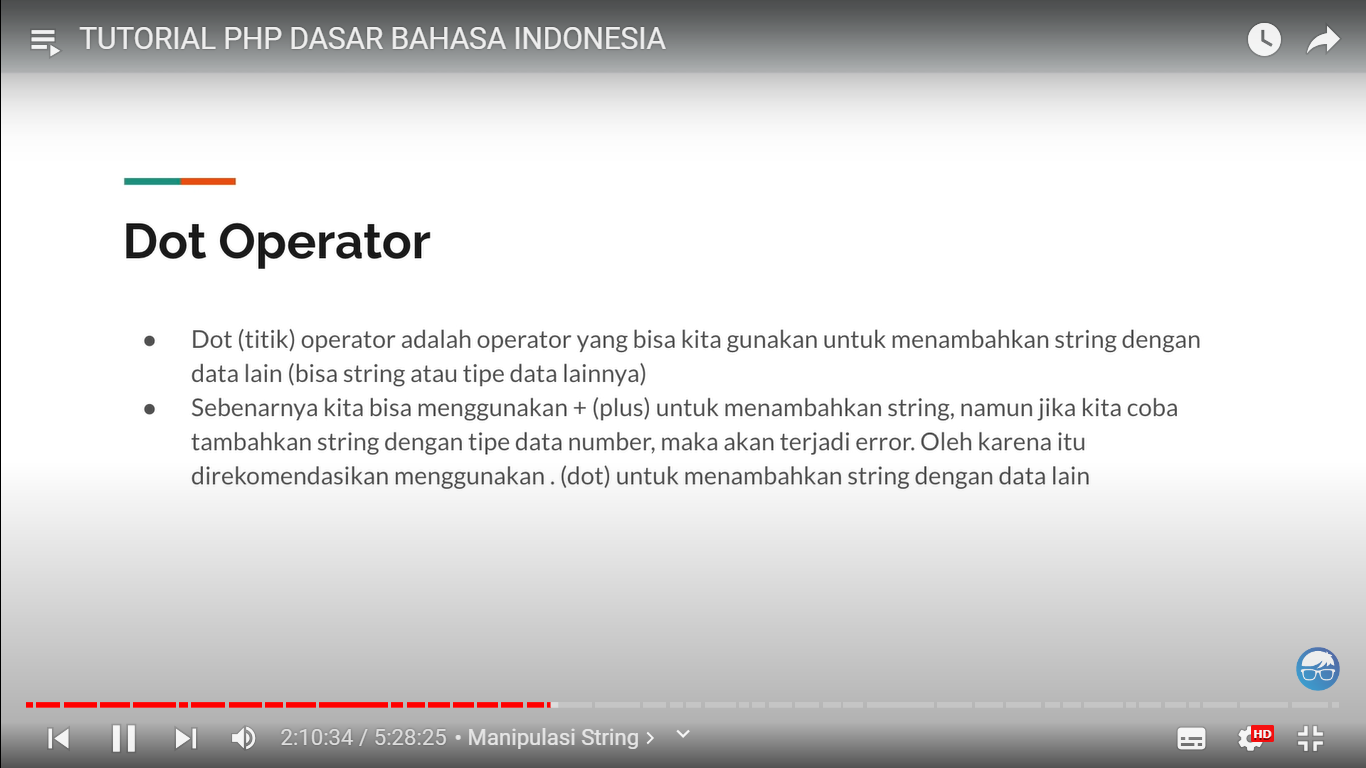 TUTORIAL PHP DASAR BAHASA INDONESIA
Dot Operator
● Dot (titik) operator adalah operator yang bisa kita gunakan untuk menambahkan string dengan
data lain (bisa string atau tipe data lainnya)
● Sebenarnya kita bisa menggunakan + (plus) untuk menambahkan string, namun jika kita coba
tambahkan string dengan tipe data number, maka akan terjadi error. Oleh karena itu
direkomendasikan menggunakan . (dot) untuk menambahkan string dengan data lain
2:10:34 / 5:28:25 • Manipulasi String
HD